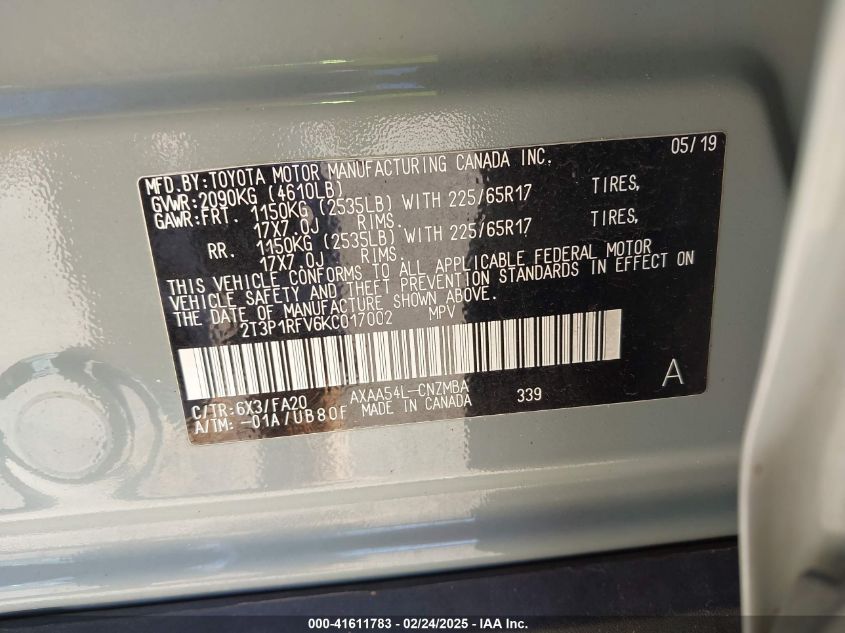 MFD.BY:TOYOTA MOTOR MANUFACTURING CANADA INC. 05/19
GVWR:2090KG (4610LB)
GAWR:FRT. 1150KG (2535LB) WITH 225/65R17 TIRES,
17X7.0J RIMS.
RR. 1150KG (2535LB) WITH 225/65R17 TIRES,
17X7.0J RIMS.
THIS VEHICLE CONFORMS TO ALL APPLICABLE FEDERAL MOTOR
VEHICLE SAFETY AND THEFT PREVENTION STANDARDS IN EFFECT ON
THE DATE OF MANUFACTURE SHOWN ABOVE.
2T3P1RFV6KC017002 MPV
C/TR:6X3/FA20 AXAA54L-CNZMBA 339 A
A/TM: -01A/UB80F MADE IN CANADA
000-41611783 - 02/24/2025 - IAA Inc.